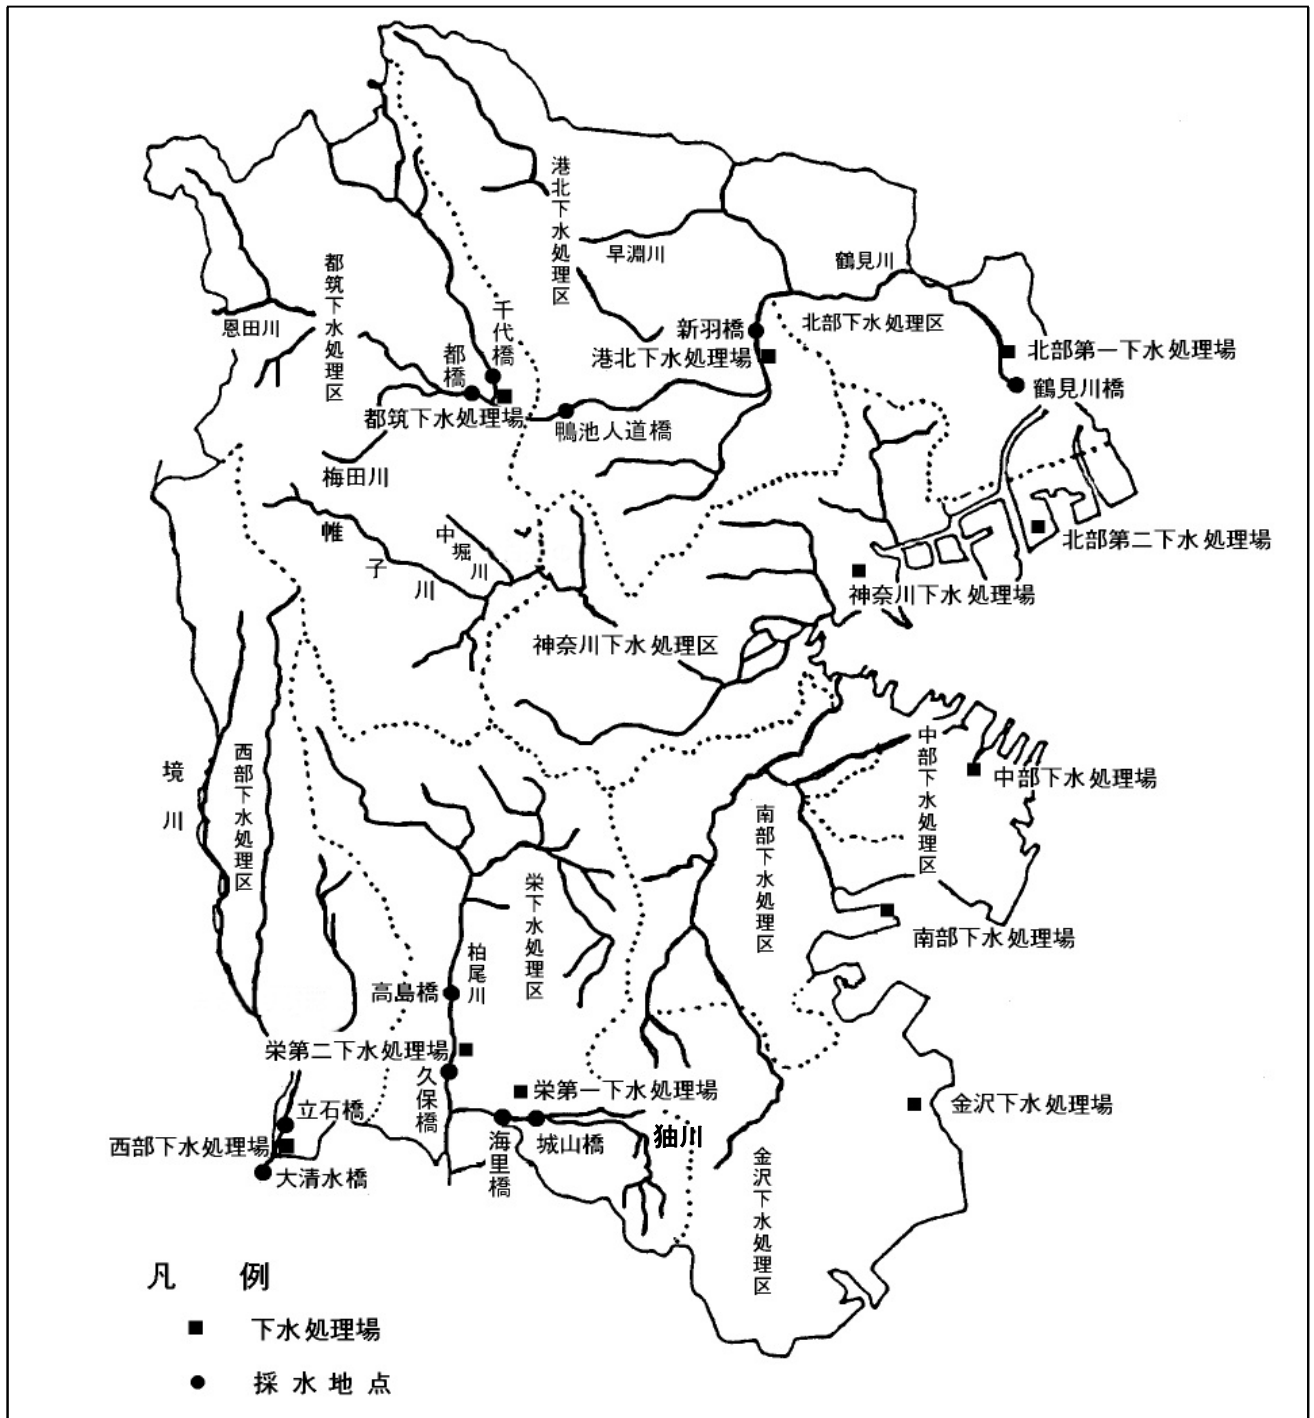 港北下水処理区
早淵川
鶴見川
都筑下水処理区
恩田川
千代橋
新羽橋
北部下水処理区
都橋
港北下水処理場
北部第一下水処理場
鶴見川橋
都筑下水処理場
鴨池人道橋
梅田川
帷子川
中堀川
北部第二下水処理場
神奈川下水処理場
神奈川下水処理区
境川
西部下水処理区
中部下水処理区
中部下水処理場
南部下水処理区
栄下水処理区
南部下水処理場
柏尾川
高島橋
栄第二下水処理場
久保橋
栄第一下水処理場
金沢下水処理場
立石橋
西部下水処理場
大清水橋
海里橋
城山橋
狆川
金沢下水処理区
凡 例
■ 下水処理場
● 採水地点